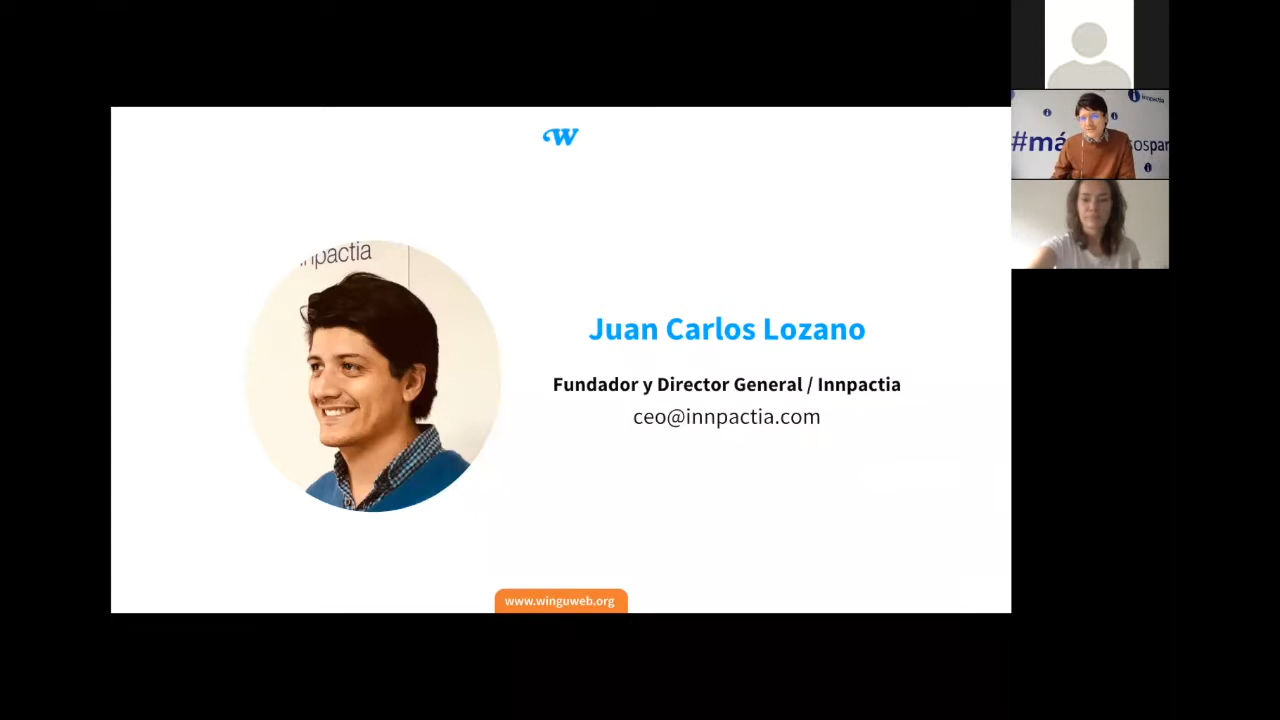 W
innpactia
Juan Carlos Lozano
Fundador y Director General / Innpactia
ceo@innpactia.com
www.winguweb.org
innpactia
#má
ospar